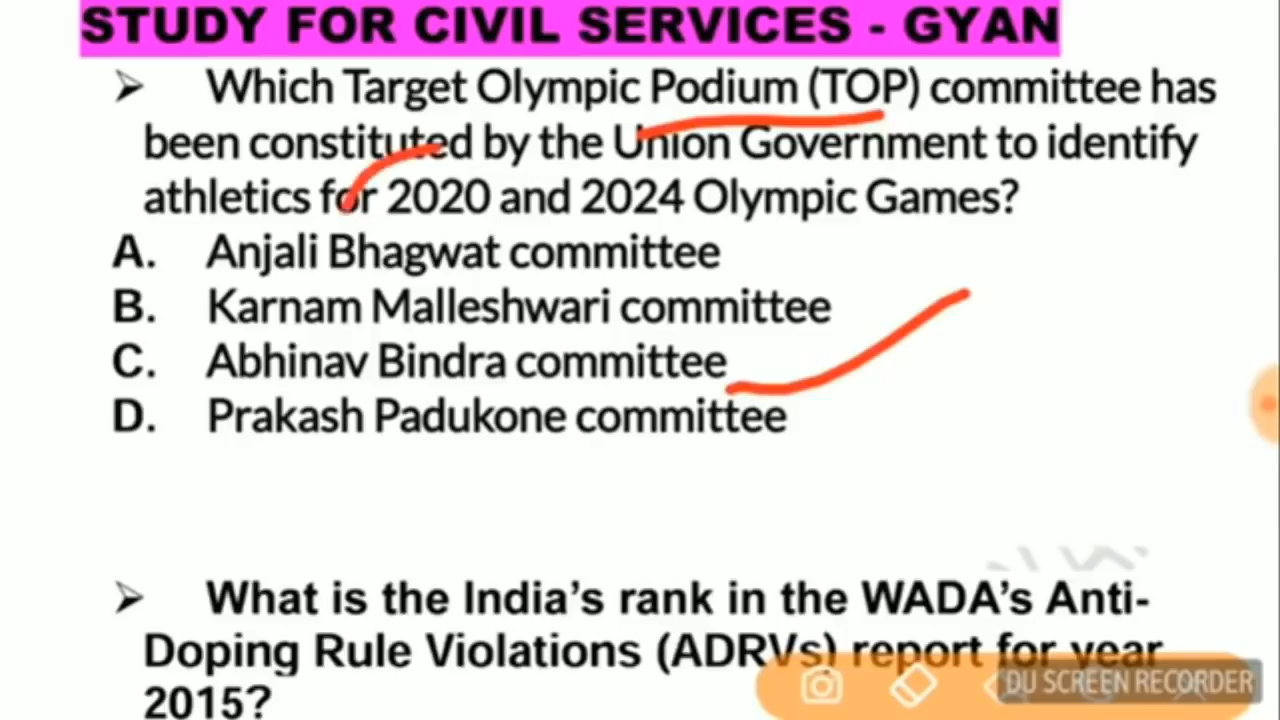 STUDY FOR CIVIL SERVICES - GYAN
➢ Which Target Olympic Podium (TOP) committee has
been constituted by the Union Government to identify
athletics for 2020 and 2024 Olympic Games?
A. Anjali Bhagwat committee
B. Karnam Malleshwari committee
C. Abhinav Bindra committee
D. Prakash Padukone committee
➢ What is the India's rank in the WADA's Anti-
Doping Rule Violations (ADRVs) report for year
2015?
DU SCREEN RECORDER